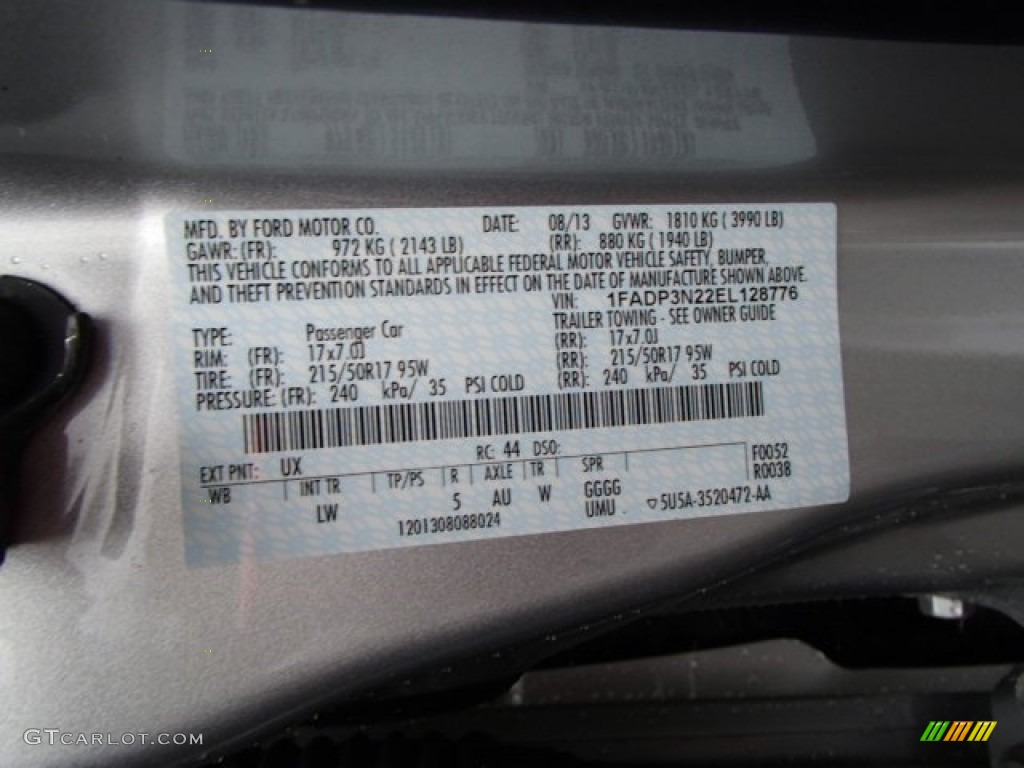 MFD. BY FORD MOTOR CO. DATE: 08/13 GVWR: 1810 KG ( 3990 LB)
GAWR: (FR): 972 KG ( 2143 LB) (RR): 880 KG ( 1940 LB)
THIS VEHICLE CONFORMS TO ALL APPLICABLE FEDERAL MOTOR VEHICLE SAFETY, BUMPER,
AND THEFT PREVENTION STANDARDS IN EFFECT ON THE DATE OF MANUFACTURE SHOWN ABOVE.
VIN: 1FADP3N22EL128776
TYPE: Passenger Car TRAILER TOWING - SEE OWNER GUIDE
RIM: (FR): 17x7.0J (RR): 17x7.0J
TIRE: (FR): 215/50R17 95W (RR): 215/50R17 95W
PRESSURE: (FR): 240 kPa/ 35 PSI COLD (RR): 240 kPa/ 35 PSI COLD
EXT PNT: UX RC: 44 DSO: F0052
WB INT TR TP/PS R AXLE TR SPR R0038
LW 5 AU W GGGG
UMU 5U5A-3520472-AA
1201308088024
GTCARLOT.COM